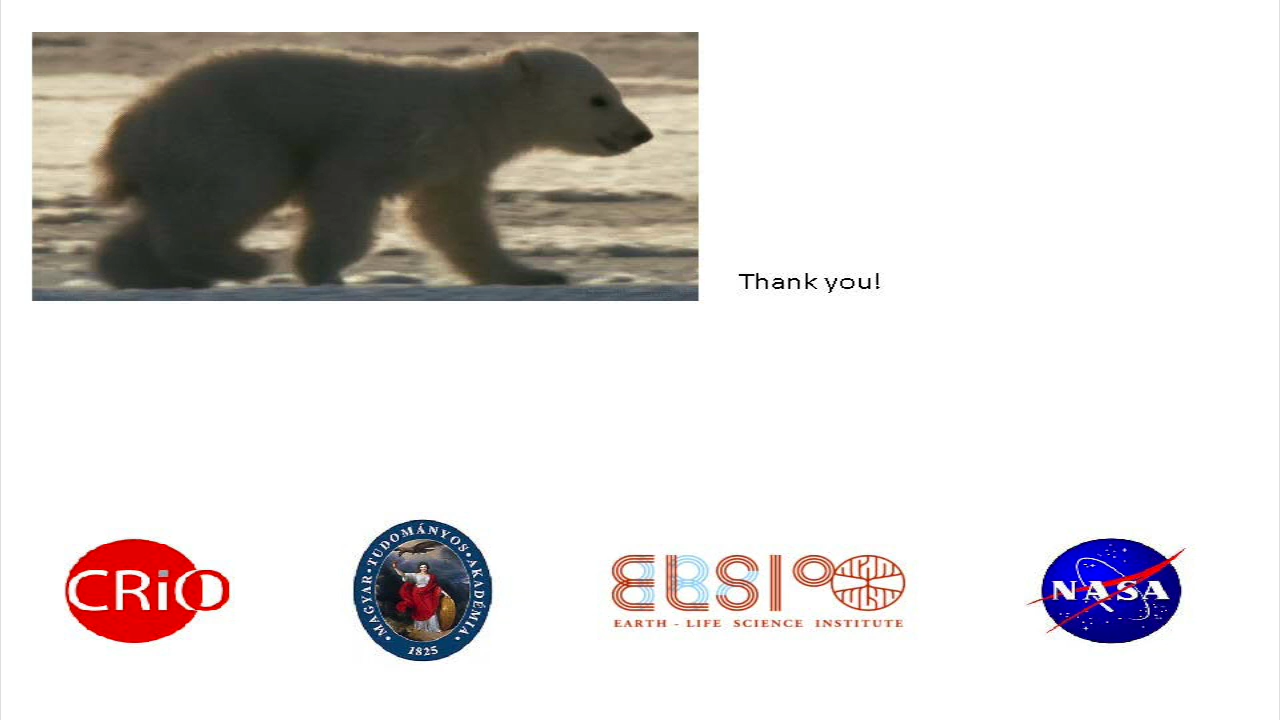 Thank you!
CRiO
MAGYAR·TUDOMÁNYOS·AKADÉMIA·
1825
ELSI
EARTH - LIFE SCIENCE INSTITUTE
NASA